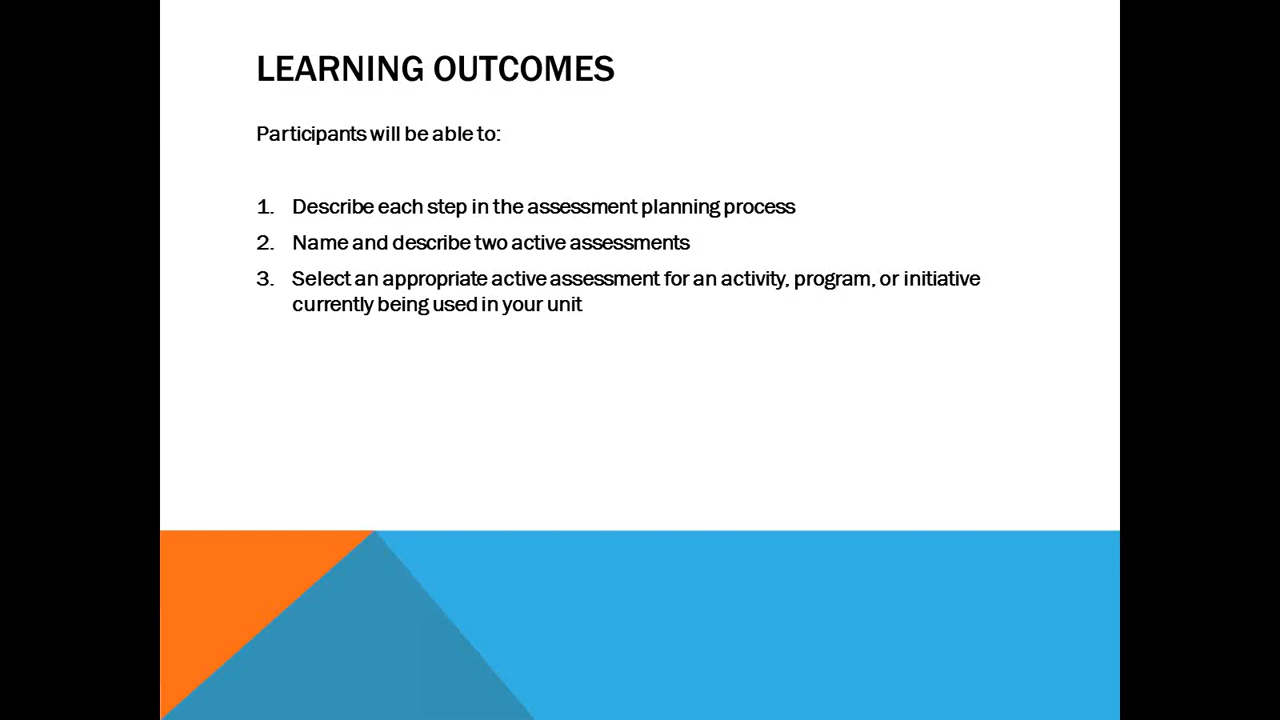 LEARNING OUTCOMES
Participants will be able to:
1. Describe each step in the assessment planning process
2. Name and describe two active assessments
3. Select an appropriate active assessment for an activity, program, or initiative
currently being used in your unit